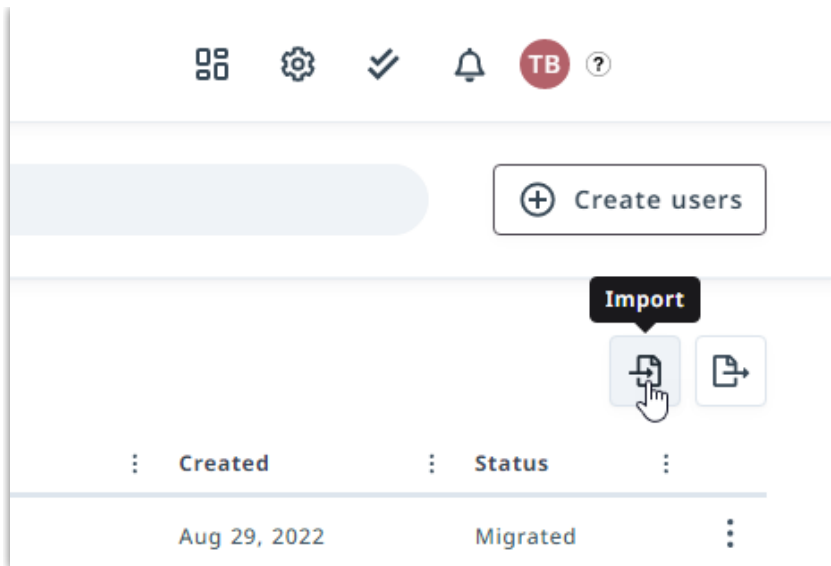 TB ?
Create users
Import
Created Status
Aug 29, 2022 Migrated